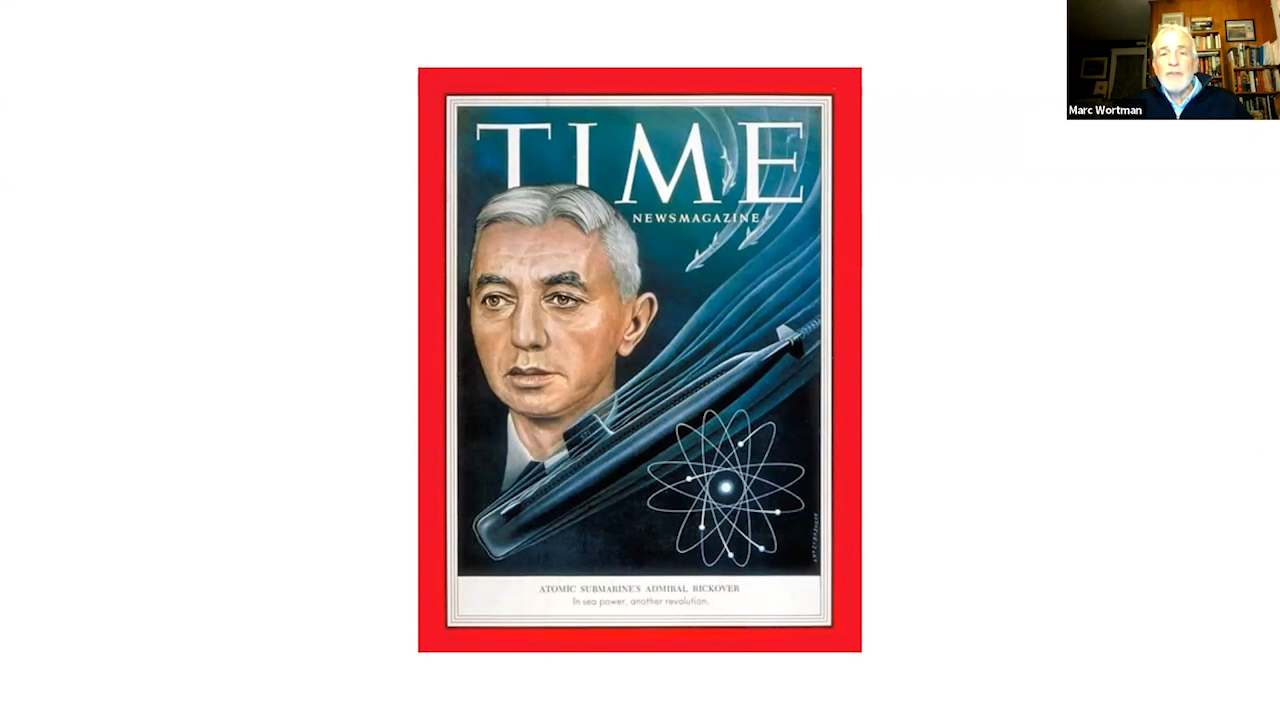 Marc Wortman
TIME
NEWSMAGAZINE
ATOMIC SUBMARINE'S ADMIRAL RICKOVER
In sea power, another revolution.